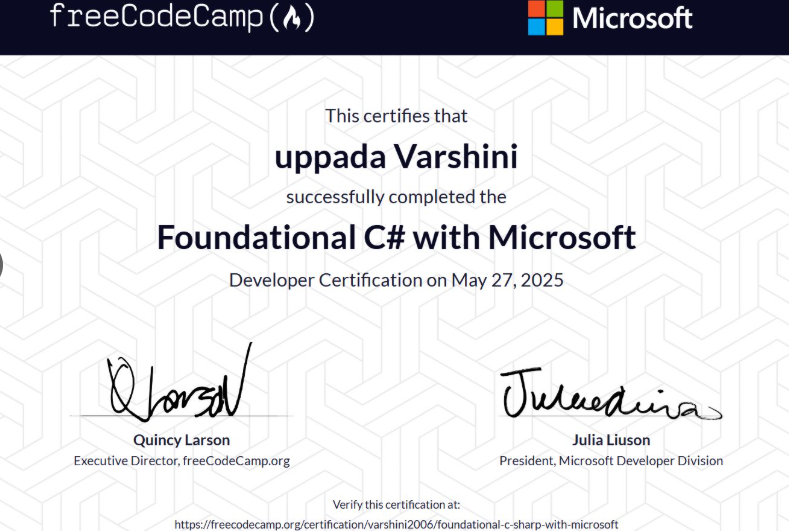 freeCodeCamp(🔥) Microsoft
This certifies that
uppada Varshini
successfully completed the
Foundational C# with Microsoft
Developer Certification on May 27, 2025
Quincy Larson
Executive Director, freeCodeCamp.org
Julia Liuson
President, Microsoft Developer Division
Verify this certification at:
https://freecodecamp.org/certification/varshini2006/foundational-c-sharp-with-microsoft